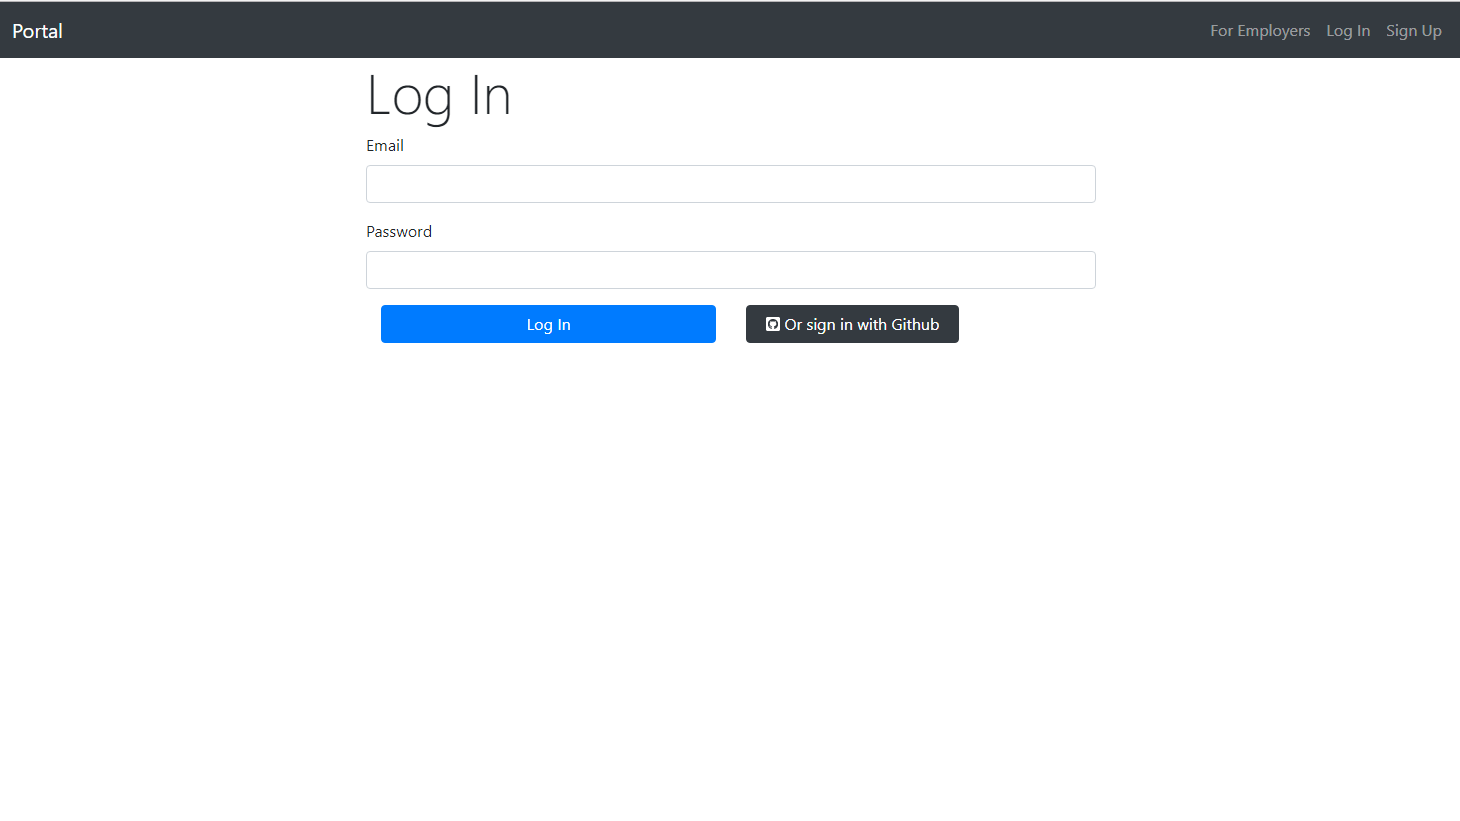 Portal For Employers Log In Sign Up
Log In
Email
Password
Log In Or sign in with Github